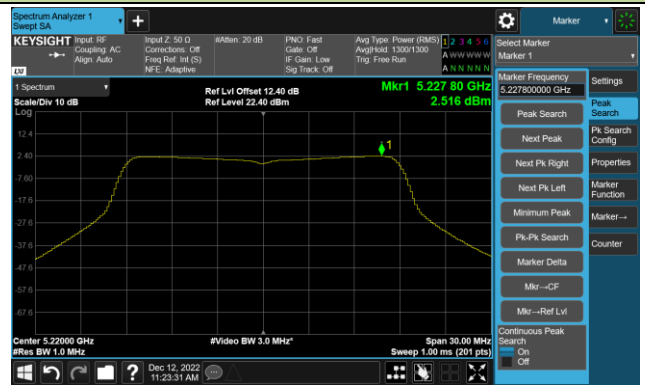 Spectrum Analyzer 1
Swept SA
Marker
KEYSIGHT
Input: RF
Coupling: AC
Align: Auto
Input Z: 50 Ω
Corrections: Off
Freq Ref: Int (S)
NFE: Adaptive
#Atten: 20 dB
PNO: Fast
Gate: Off
IF Gain: Low
Sig Track: Off
Avg Type: Power (RMS)
Avg|Hold: 1300/1300
Trig: Free Run
1 2 3 4 5 6
A W W W W W
A N N N N N
LXI
Select Marker
Marker 1
1 Spectrum
Scale/Div 10 dB
Log
Ref Lvl Offset 12.40 dB
Ref Level 22.40 dBm
Mkr1 5.227 80 GHz
2.516 dBm
1
12.4
2.40
-7.60
-17.6
-27.6
-37.6
-47.6
-57.6
-67.6
Center 5.22000 GHz
#Res BW 1.0 MHz
#Video BW 3.0 MHz*
Span 30.00 MHz
Sweep 1.00 ms (201 pts)
Marker Frequency
5.227800000 GHz
Peak Search
Next Peak
Next Pk Right
Next Pk Left
Minimum Peak
Pk-Pk Search
Marker Delta
Mkr→CF
Mkr→Ref Lvl
Continuous Peak
Search
On
Off
Settings
Peak
Search
Pk Search
Config
Properties
Marker
Function
Marker→
Counter
?
Dec 12, 2022
11:23:31 AM